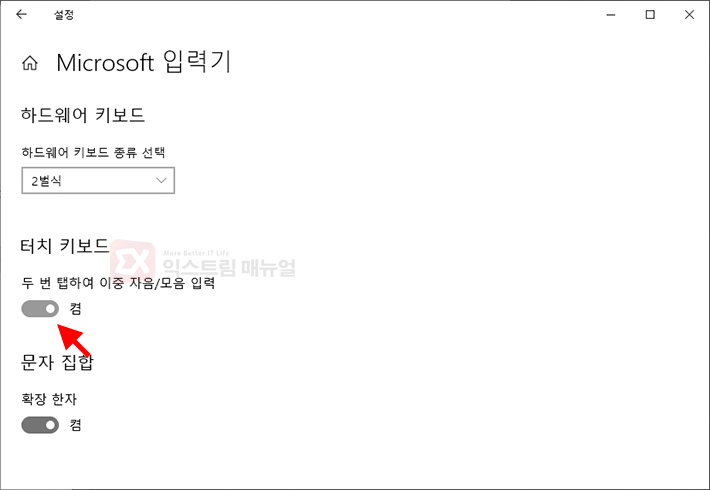 설정
Microsoft 입력기
하드웨어 키보드
하드웨어 키보드 종류 선택
2벌식
터치 키보드
More Better IT Life
익스트림 매뉴얼
두 번 탭하여 이중 자음/모음 입력
켬
문자 집합
확장 한자
켬